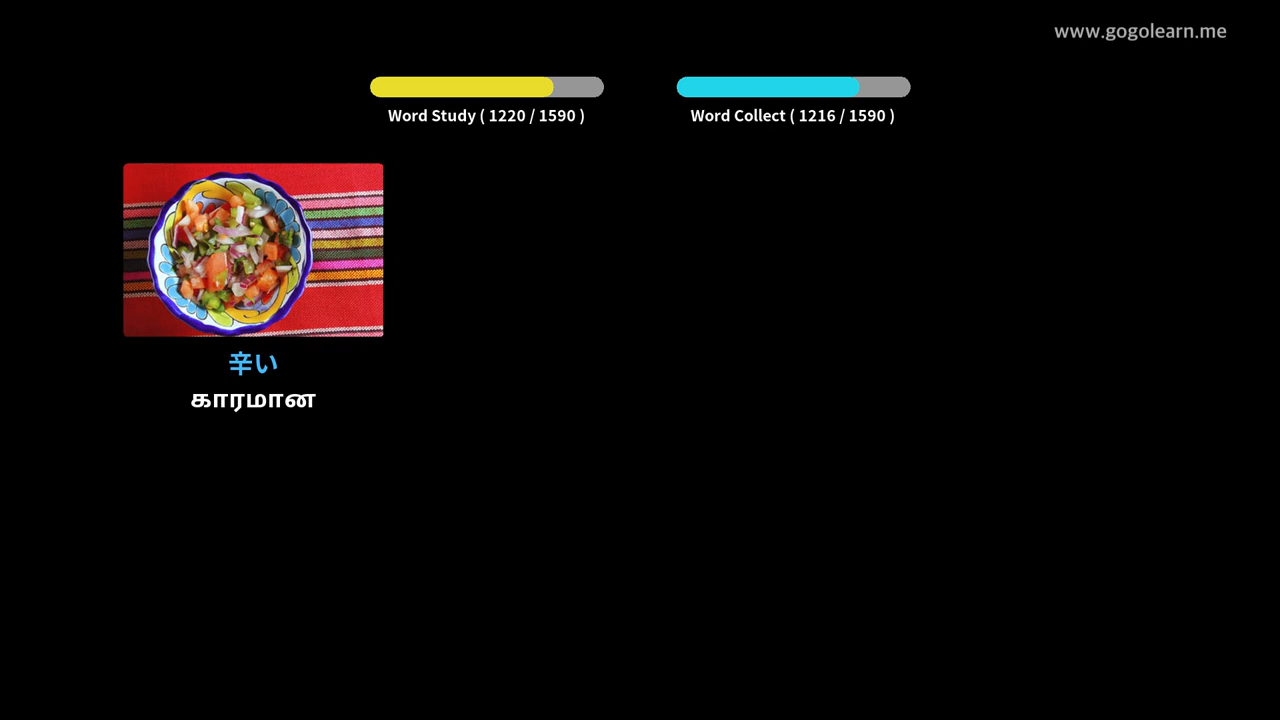 www.gogolearn.me
Word Study ( 1220 / 1590 )
Word Collect ( 1216 / 1590 )
辛い
காரமான